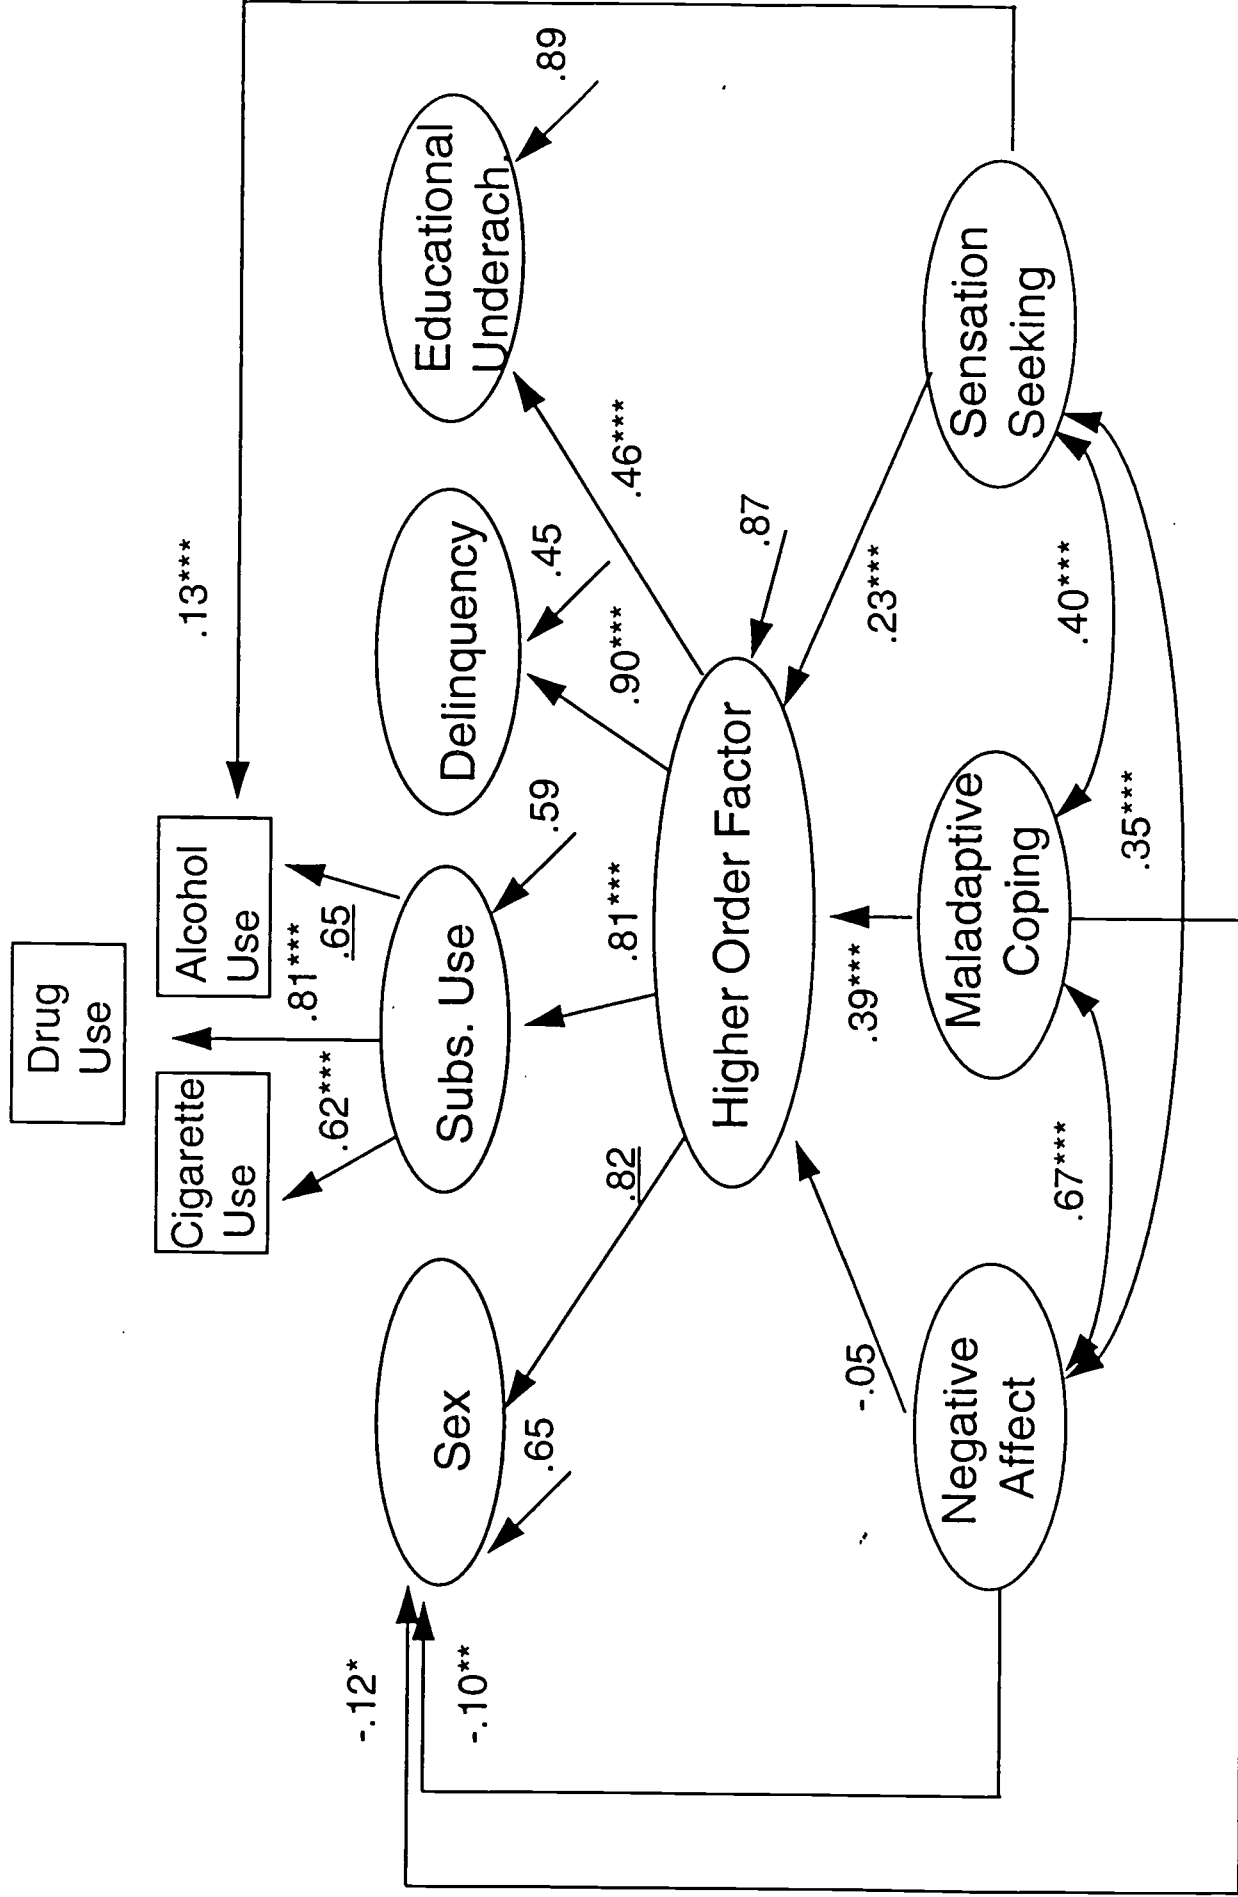 Drug
Use
Cigarette
Use
Alcohol
Use
.13***
.62***
.81***
.65
-.12*
-.10**
Sex
Subs. Use
Delinquency
Educational
Underach.
.65
.59
.45
.89
.82
.81***
.90***
.46***
Higher Order Factor
.87
-.05
.39***
.23***
Negative
Affect
Maladaptive
Coping
Sensation
Seeking
.67***
.40***
.35***